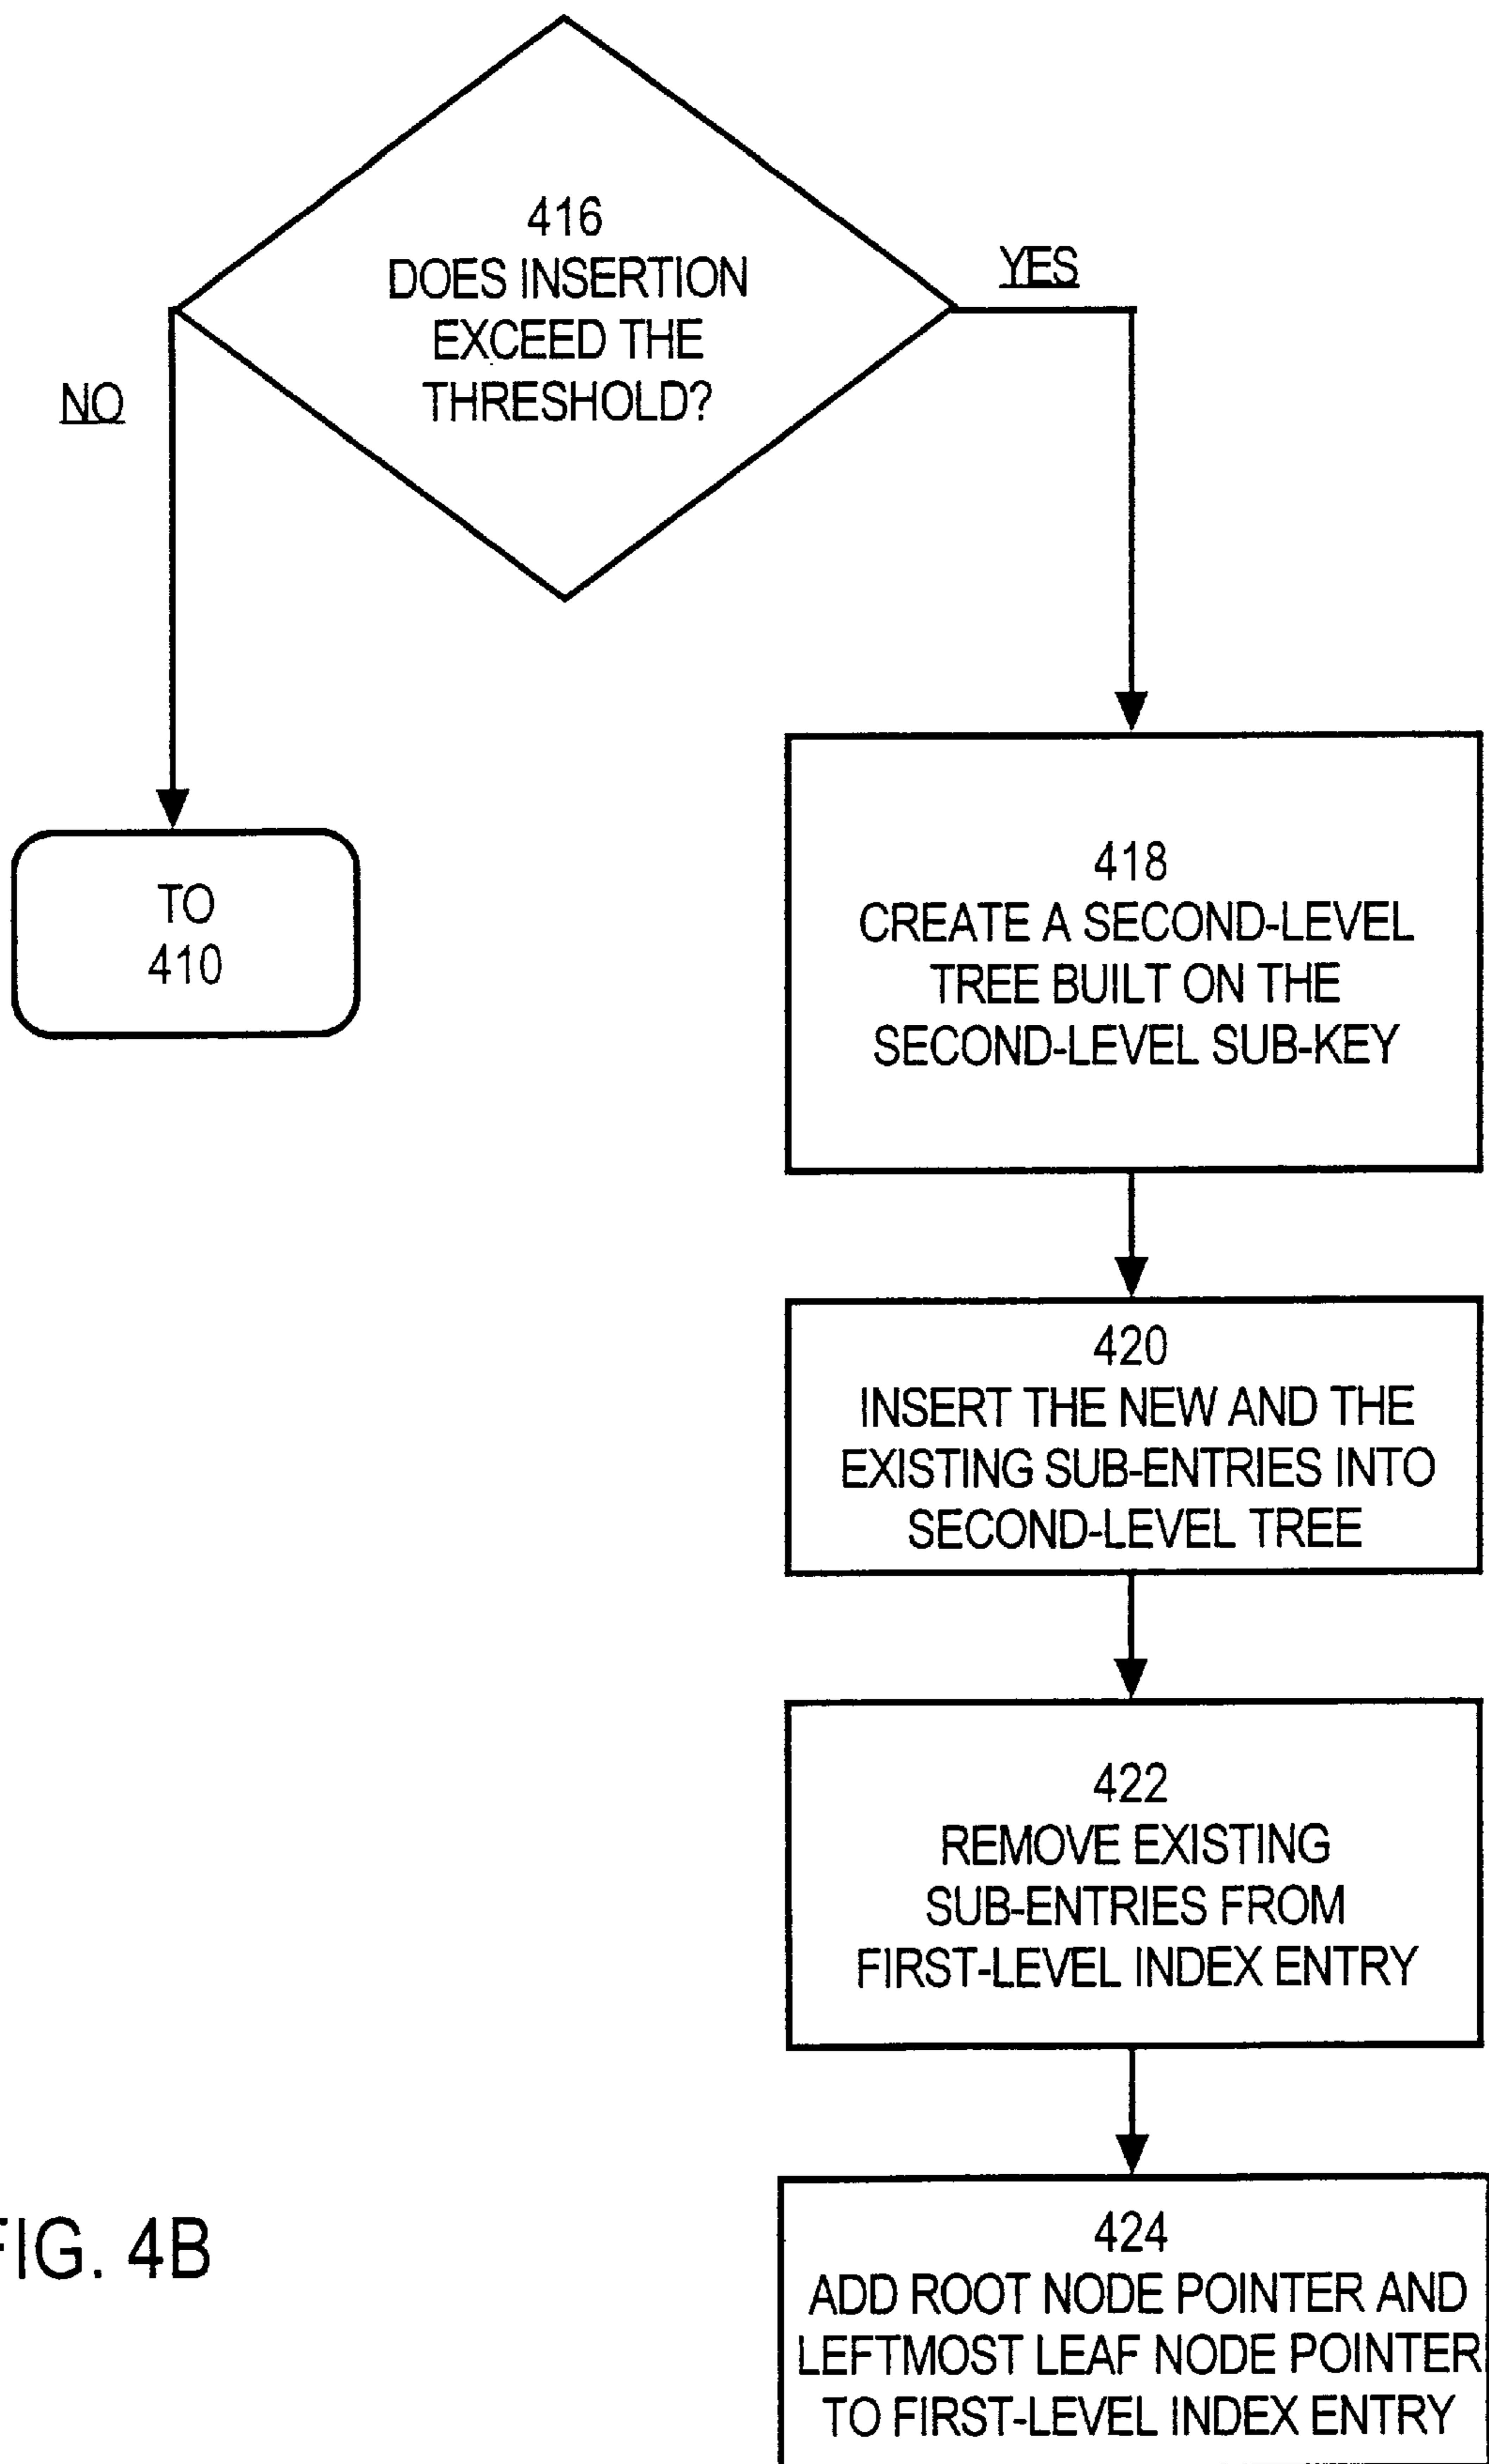 416
DOES INSERTION
EXCEED THE
THRESHOLD?
YES
NO
TO
410
418
CREATE A SECOND-LEVEL
TREE BUILT ON THE
SECOND-LEVEL SUB-KEY
420
INSERT THE NEW AND THE
EXISTING SUB-ENTRIES INTO
SECOND-LEVEL TREE
422
REMOVE EXISTING
SUB-ENTRIES FROM
FIRST-LEVEL INDEX ENTRY
424
ADD ROOT NODE POINTER AND
LEFTMOST LEAF NODE POINTER
TO FIRST-LEVEL INDEX ENTRY
FIG. 4B